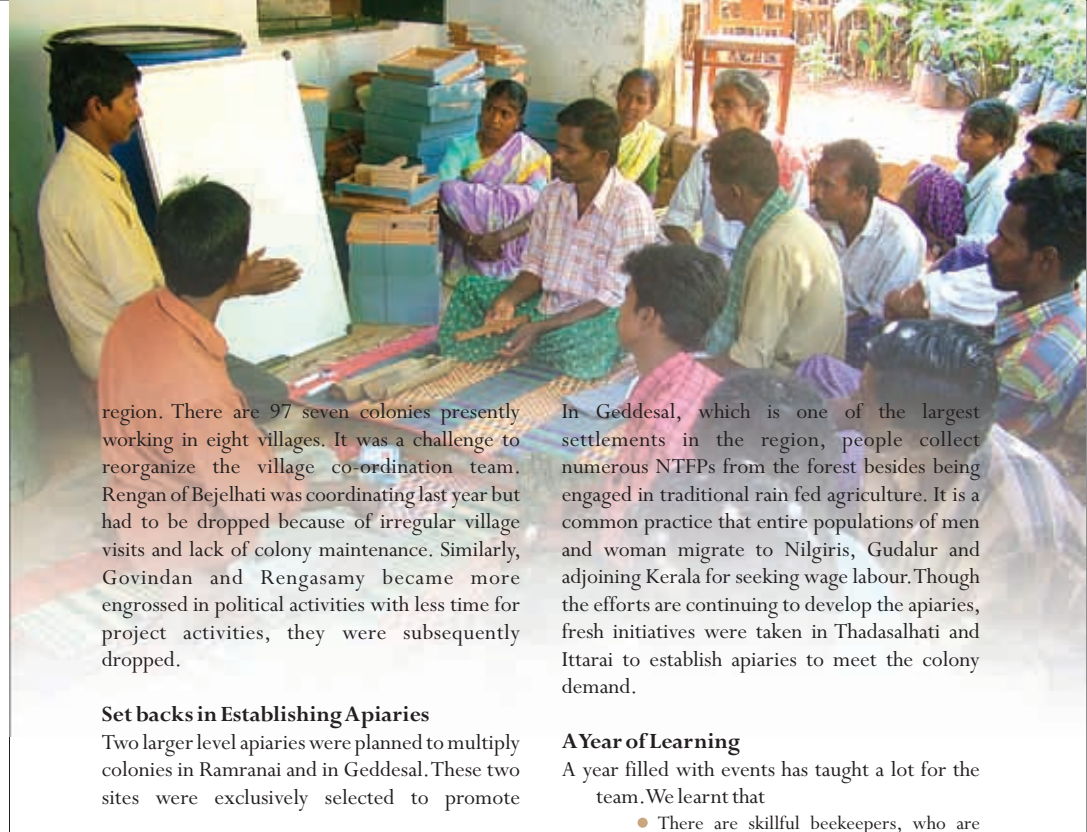 region. There are 97 seven colonies presently
working in eight villages. It was a challenge to
reorganize the village co-ordination team.
Rengan of Bejelhati was coordinating last year but
had to be dropped because of irregular village
visits and lack of colony maintenance. Similarly,
Govindan and Rengasamy became more
engrossed in political activities with less time for
project activities, they were subsequently
dropped.
Set backs in Establishing Apiaries
Two larger level apiaries were planned to multiply
colonies in Ramranai and in Geddesal. These two
sites were exclusively selected to promote
In Geddesal, which is one of the largest
settlements in the region, people collect
numerous NTFPs from the forest besides being
engaged in traditional rain fed agriculture. It is a
common practice that entire populations of men
and woman migrate to Nilgiris, Gudalur and
adjoining Kerala for seeking wage labour. Though
the efforts are continuing to develop the apiaries,
fresh initiatives were taken in Thadasalhati and
Ittarai to establish apiaries to meet the colony
demand.
A Year of Learning
A year filled with events has taught a lot for the
team. We learnt that
● There are skillful beekeepers, who are